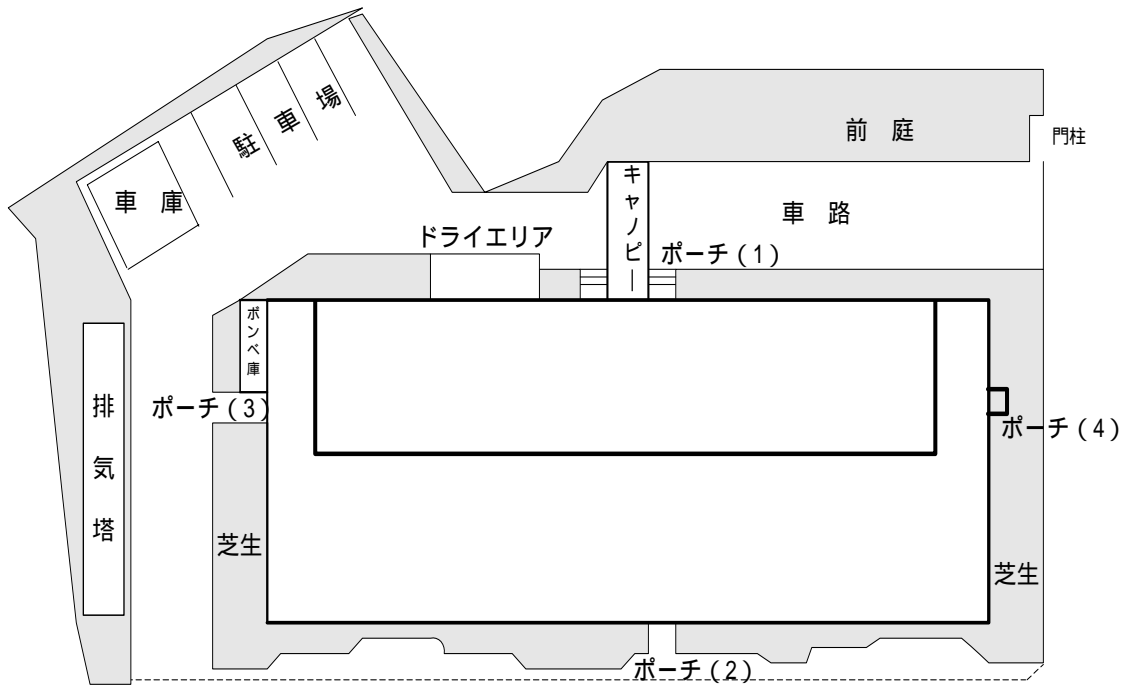 駐車場
前庭
門柱
車庫
キャノピー
車路
ドライエリア
ポーチ（1）
ボンベ庫
排気塔
ポーチ（3）
ポーチ（4）
芝生
芝生
ポーチ（2）